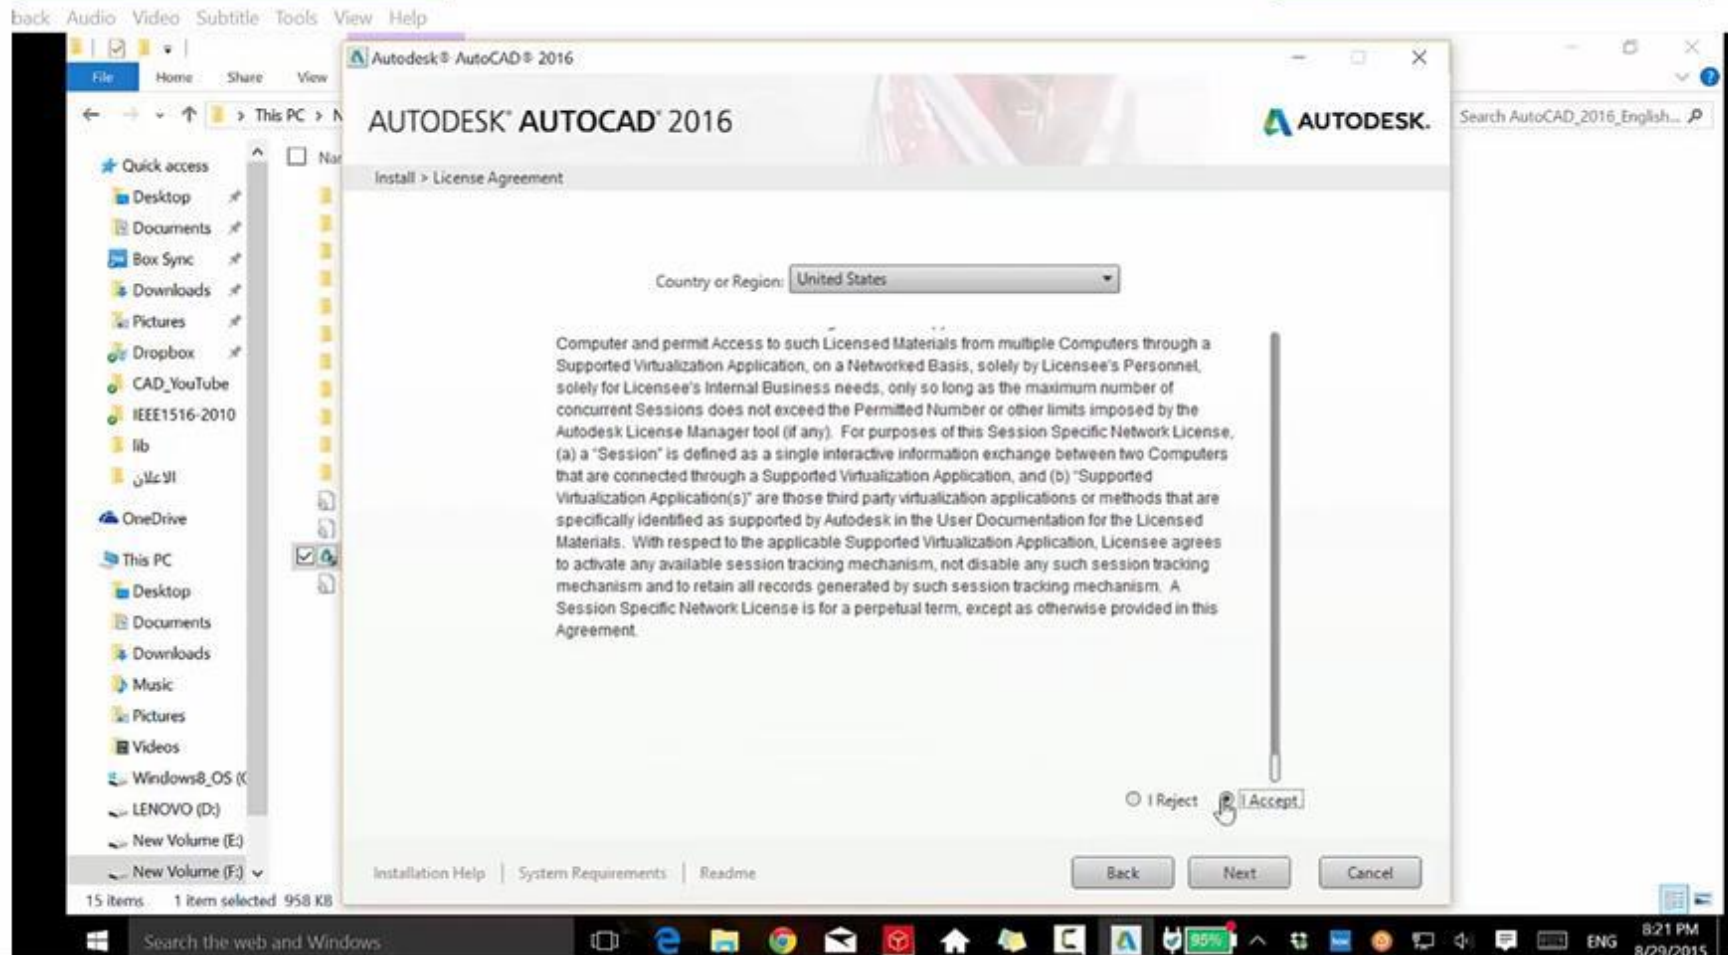 back Audio Video Subtitle Tools View Help
Autodesk® AutoCAD® 2016
File Home Share View
This PC > N
Search AutoCAD_2016_English...
AUTODESK® AUTOCAD® 2016
AUTODESK.
Install > License Agreement
Quick access
Desktop
Documents
Box Sync
Downloads
Pictures
Dropbox
CAD_YouTube
IEEE1516-2010
lib
الاعلان
OneDrive
This PC
Desktop
Documents
Downloads
Music
Pictures
Videos
Windows8_OS (C
LENOVO (D:)
New Volume (E:)
New Volume (F:)
15 items 1 item selected 958 KB
Nar
Country or Region: United States
Computer and permit Access to such Licensed Materials from multiple Computers through a
Supported Virtualization Application, on a Networked Basis, solely by Licensee's Personnel,
solely for Licensee's Internal Business needs, only so long as the maximum number of
concurrent Sessions does not exceed the Permitted Number or other limits imposed by the
Autodesk License Manager tool (if any). For purposes of this Session Specific Network License,
(a) a "Session" is defined as a single interactive information exchange between two Computers
that are connected through a Supported Virtualization Application, and (b) "Supported
Virtualization Application(s)" are those third party virtualization applications or methods that are
specifically identified as supported by Autodesk in the User Documentation for the Licensed
Materials. With respect to the applicable Supported Virtualization Application, Licensee agrees
to activate any available session tracking mechanism, not disable any such session tracking
mechanism and to retain all records generated by such session tracking mechanism. A
Session Specific Network License is for a perpetual term, except as otherwise provided in this
Agreement.
I Reject I Accept
Installation Help | System Requirements | Readme
Back Next Cancel
Search the web and Windows
95%
ENG
8:21 PM
8/29/2015